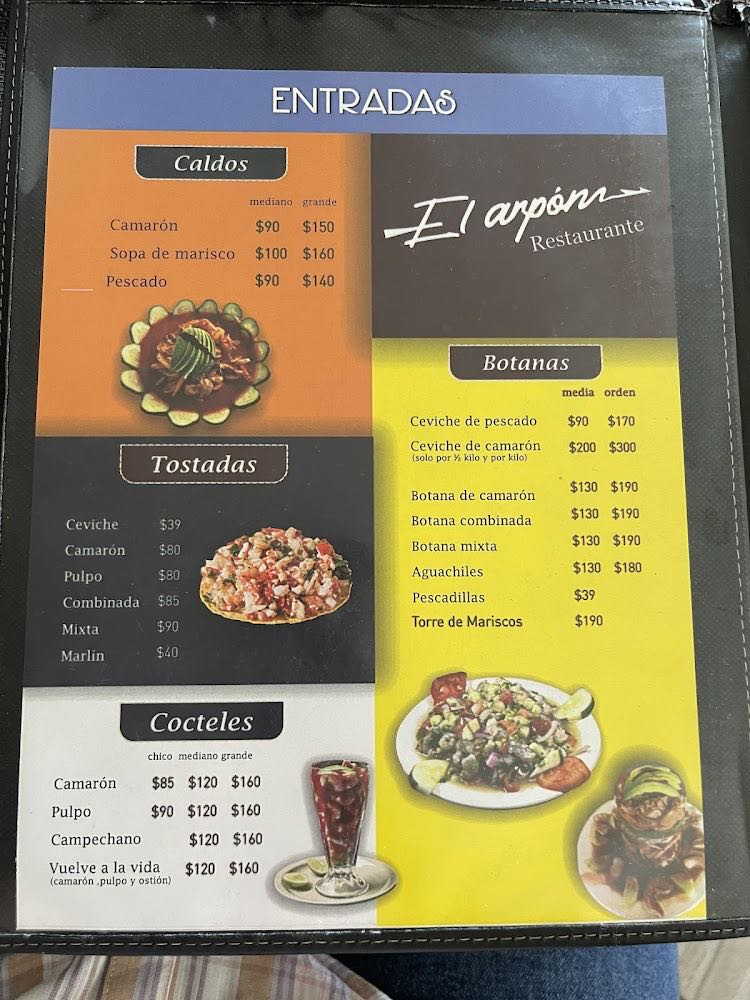 ENTRADAS
Caldos
mediano grande
Camarón $90 $150
Sopa de marisco $100 $160
Pescado $90 $140
El arpón
Restaurante
Tostadas
Ceviche $39
Camarón $80
Pulpo $80
Combinada $85
Mixta $90
Marlín $40
Cocteles
chico mediano grande
Camarón $85 $120 $160
Pulpo $90 $120 $160
Campechano $120 $160
Vuelve a la vida $120 $160
(camarón ,pulpo y ostión)
Botanas
media orden
Ceviche de pescado $90 $170
Ceviche de camarón $200 $300
(solo por ½ kilo y por kilo)
Botana de camarón $130 $190
Botana combinada $130 $190
Botana mixta $130 $190
Aguachiles $130 $180
Pescadillas $39
Torre de Mariscos $190